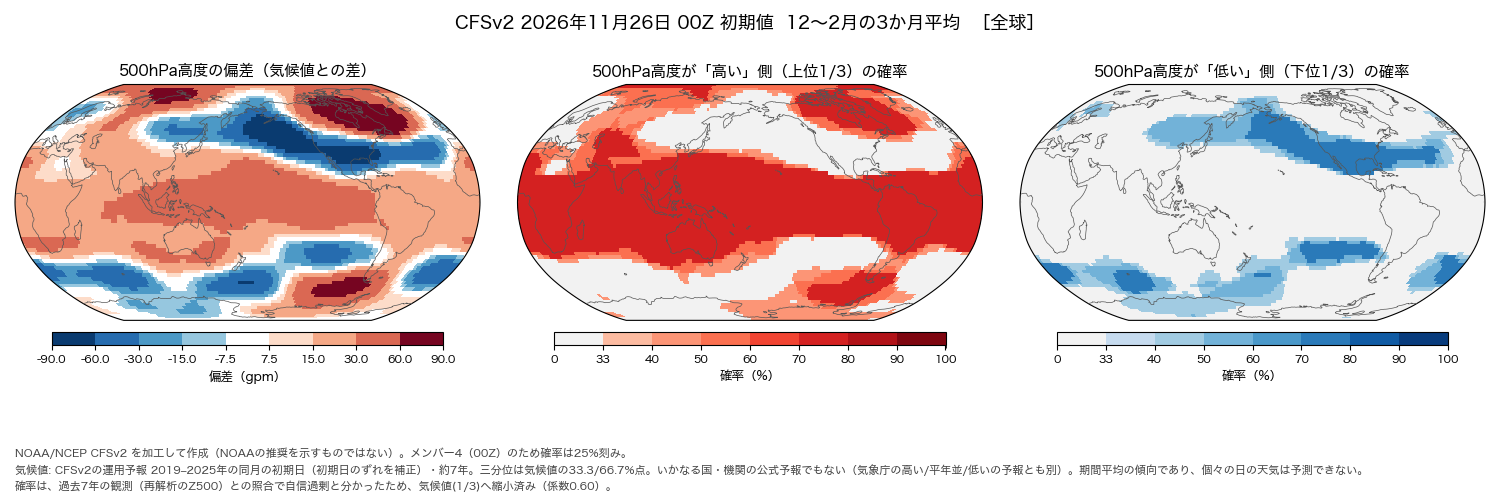 CFSv2 2026年11月26日 00Z 初期値  12～2月の3か月平均  ［全球］
500hPa高度の偏差（気候値との差）
500hPa高度が「高い」側（上位1/3）の確率
500hPa高度が「低い」側（下位1/3）の確率
-90.0 -60.0 -30.0 -15.0 -7.5 7.5 15.0 30.0 60.0 90.0
偏差（gpm）
0 33 40 50 60 70 80 90 100
確率（%）
0 33 40 50 60 70 80 90 100
確率（%）
NOAA/NCEP CFSv2 を加工して作成（NOAAの推奨を示すものではない）。メンバー4（00Z）のため確率は25%刻み。
気候値: CFSv2の運用予報 2019–2025年の同月の初期日（初期日のずれを補正）・約7年。三分位は気候値の33.3/66.7%点。いかなる国・機関の公式予報でもない（気象庁の高い/平年並/低いの予報とも別）。期間平均の傾向であり、個々の日の天気は予測できない。
確率は、過去7年の観測（再解析のZ500）との照合で自信過剰と分かったため、気候値(1/3)へ縮小済み（係数0.60）。